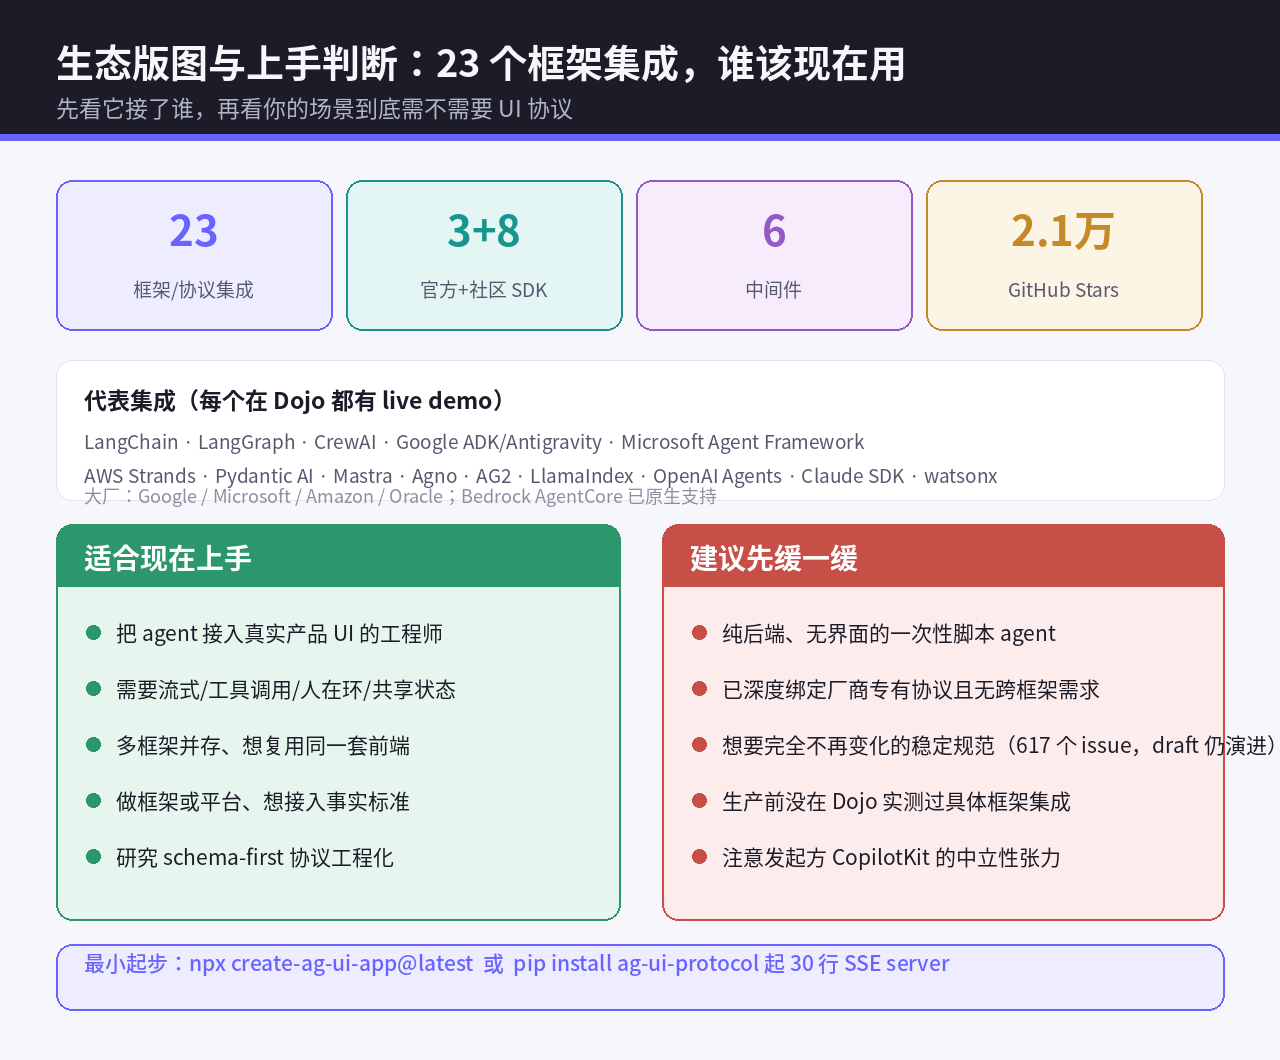 生态版图与上手判断：23 个框架集成，谁该现在用
先看它接了谁，再看你的场景到底需不需要 UI 协议
23
框架/协议集成
3+8
官方+社区 SDK
6
中间件
2.1万
GitHub Stars
代表集成（每个在 Dojo 都有 live demo）
LangChain · LangGraph · CrewAI · Google ADK/Antigravity · Microsoft Agent Framework
AWS Strands · Pydantic AI · Mastra · Agno · AG2 · LlamaIndex · OpenAI Agents · Claude SDK · watsonx
大厂：Google / Microsoft / Amazon / Oracle；Bedrock AgentCore 已原生支持
适合现在上手
把 agent 接入真实产品 UI 的工程师
需要流式/工具调用/人在环/共享状态
多框架并存、想复用同一套前端
做框架或平台、想接入事实标准
研究 schema-first 协议工程化
建议先缓一缓
纯后端、无界面的一次性脚本 agent
已深度绑定厂商专有协议且无跨框架需求
想要完全不再变化的稳定规范（617 个 issue，draft 仍演进）
生产前没在 Dojo 实测过具体框架集成
注意发起方 CopilotKit 的中立性张力
最小起步：npx create-ag-ui-app@latest 或 pip install ag-ui-protocol 起 30 行 SSE server